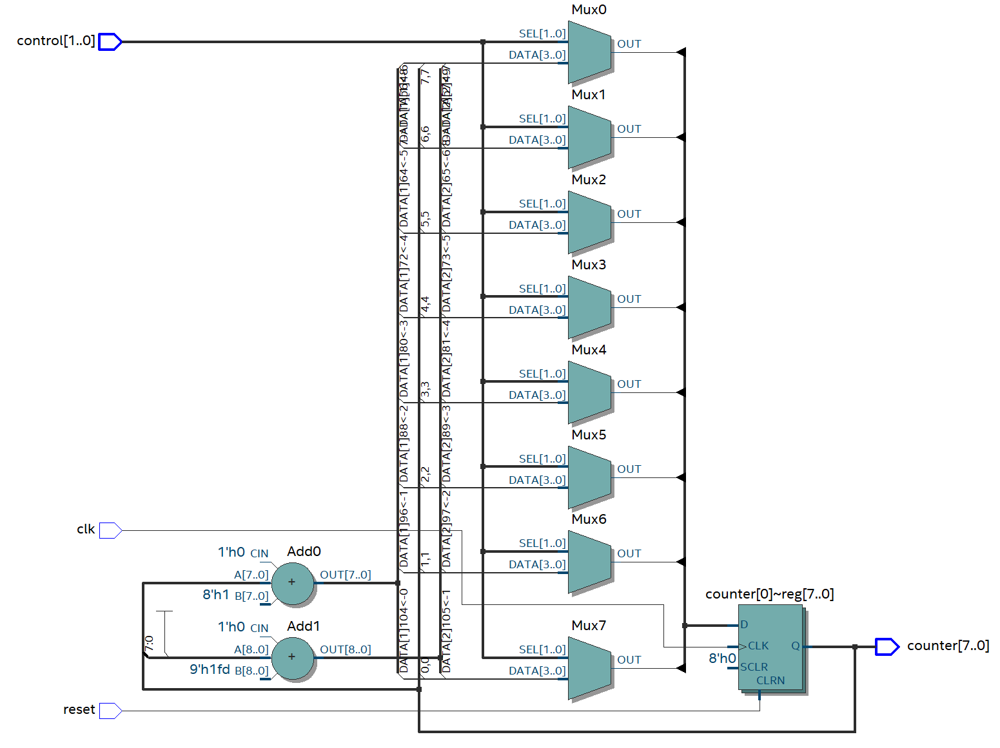 Mux0
control[1..0]
SEL[1..0]
OUT
DATA[3..0]
7,7
Mux1
SEL[1..0]
OUT
DATA[3..0]
6,6
DATA[1]64<-5
DATA[2]65<-6
Mux2
SEL[1..0]
OUT
DATA[3..0]
5,5
DATA[1]72<-4
DATA[2]73<-5
Mux3
SEL[1..0]
OUT
DATA[3..0]
4,4
DATA[1]80<-3
DATA[2]81<-4
Mux4
SEL[1..0]
OUT
DATA[3..0]
3,3
DATA[1]88<-2
DATA[2]89<-3
Mux5
SEL[1..0]
OUT
DATA[3..0]
2,2
DATA[1]96<-1
DATA[2]97<-2
Mux6
SEL[1..0]
OUT
DATA[3..0]
1,1
DATA[1]104<-0
DATA[2]105<-1
clk
Add0
1'h0 CIN
A[7..0]
OUT[7..0]
8'h1 B[7..0]
+
Add1
1'h0 CIN
A[8..0]
OUT[8..0]
9'h1fd B[8..0]
+
7:0
0,0
Mux7
SEL[1..0]
OUT
DATA[3..0]
counter[0]~reg[7..0]
D
CLK
Q
8'h0
SCLR
CLRN
counter[7..0]
reset